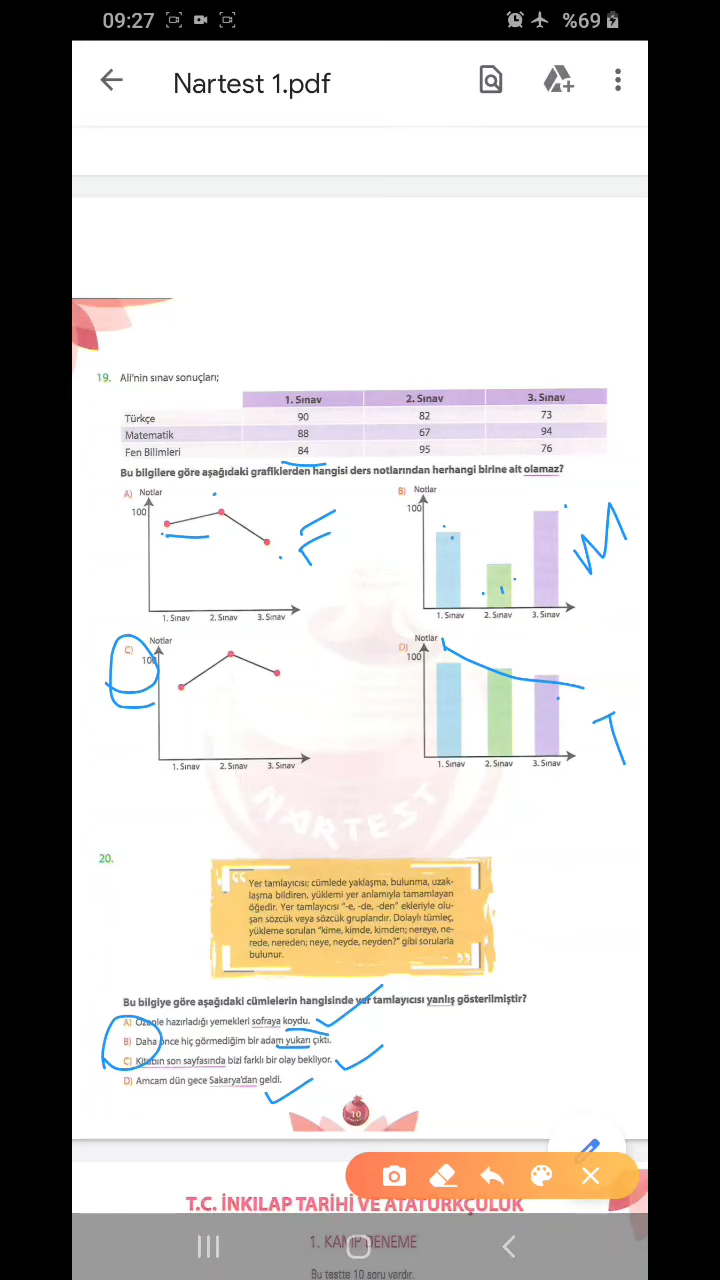 09:27 %69
Nartest 1.pdf
19. Ali'nin sınav sonuçları;
1. Sınav 2. Sınav 3. Sınav
Türkçe 90 82 73
Matematik 88 67 94
Fen Bilimleri 84 95 76
Bu bilgilere göre aşağıdaki grafiklerden hangisi ders notlarından herhangi birine ait olamaz?
A) Notlar
100
1. Sınav 2. Sınav 3. Sınav
F
B) Notlar
100
1. Sınav 2. Sınav 3. Sınav
M
C) Notlar
100
1. Sınav 2. Sınav 3. Sınav
D) Notlar
100
1. Sınav 2. Sınav 3. Sınav
T
NARTEST
20.
Yer tamlayıcısı; cümlede yaklaşma, bulunma, uzak-
laşma bildiren, yüklemi yer anlamıyla tamamlayan
öğedir. Yer tamlayıcısı "-e, -de, -den" ekleriyle olu-
şan sözcük veya sözcük gruplarıdır. Dolaylı tümleç,
yükleme sorulan "kime, kimde, kimden; nereye, ne-
rede, nereden; neye, neyde, neyden?" gibi sorularla
bulunur.
Bu bilgiye göre aşağıdaki cümlelerin hangisinde yer tamlayıcısı yanlış gösterilmiştir?
A) Özenle hazırladığı yemekleri sofraya koydu.
B) Daha önce hiç görmediğim bir adam yukarı çıktı.
C) Kitabın son sayfasında bizi farklı bir olay bekliyor.
D) Amcam dün gece Sakarya'dan geldi.
10
T.C. İNKILAP TARİHİ VE ATATÜRKÇÜLÜK
1. KAMP DENEME
Bu testte 10 soru vardır.